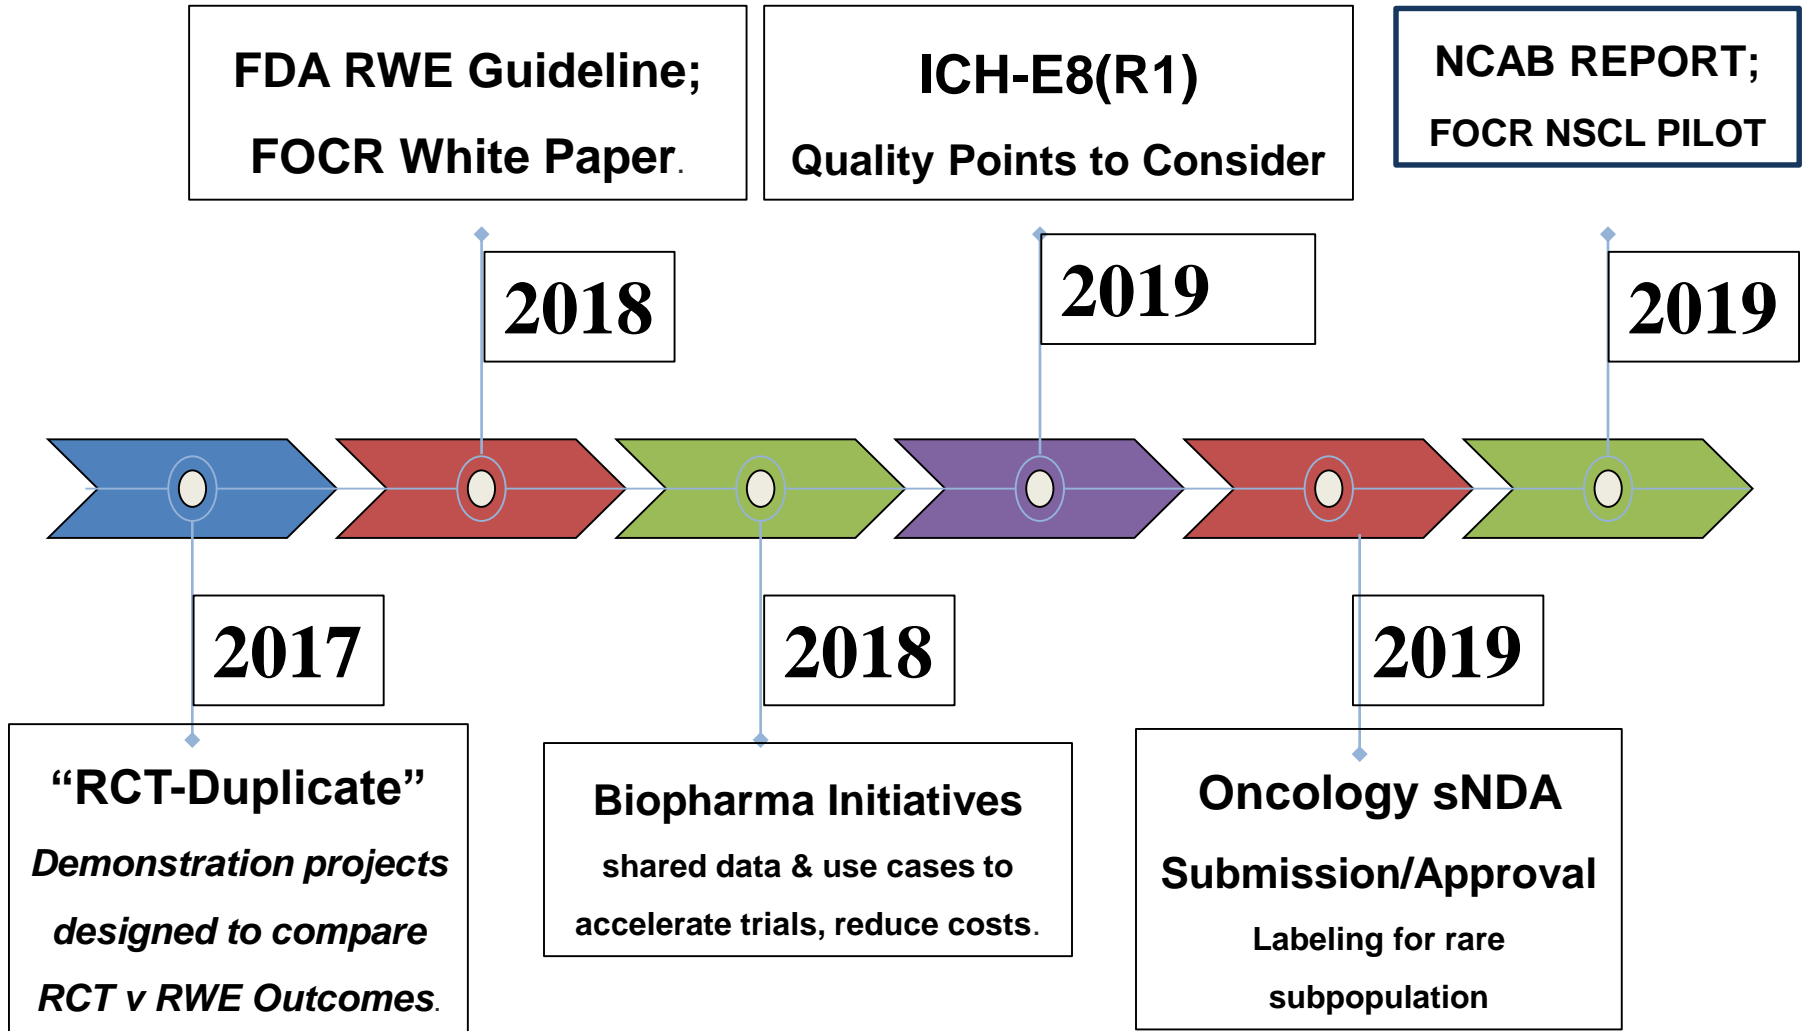 FDA RWE Guideline;
FOCR White Paper.
ICH-E8(R1)
Quality Points to Consider
NCAB REPORT;
FOCR NSCL PILOT
2018
2019
2019
2017
2018
2019
“RCT-Duplicate”
Demonstration projects
designed to compare
RCT v RWE Outcomes.
Biopharma Initiatives
shared data & use cases to
accelerate trials, reduce costs.
Oncology sNDA
Submission/Approval
Labeling for rare
subpopulation